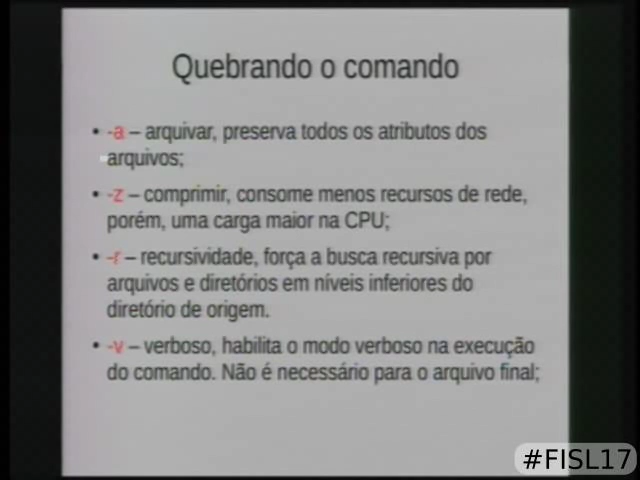 Quebrando o comando
• -a – arquivar, preserva todos os atributos dos
arquivos;
• -z – comprimir, consome menos recursos de rede,
porém, uma carga maior na CPU;
• -r – recursividade, força a busca recursiva por
arquivos e diretórios em níveis inferiores do
diretório de origem.
• -v – verboso, habilita o modo verboso na execução
do comando. Não é necessário para o arquivo final;
#FISL17